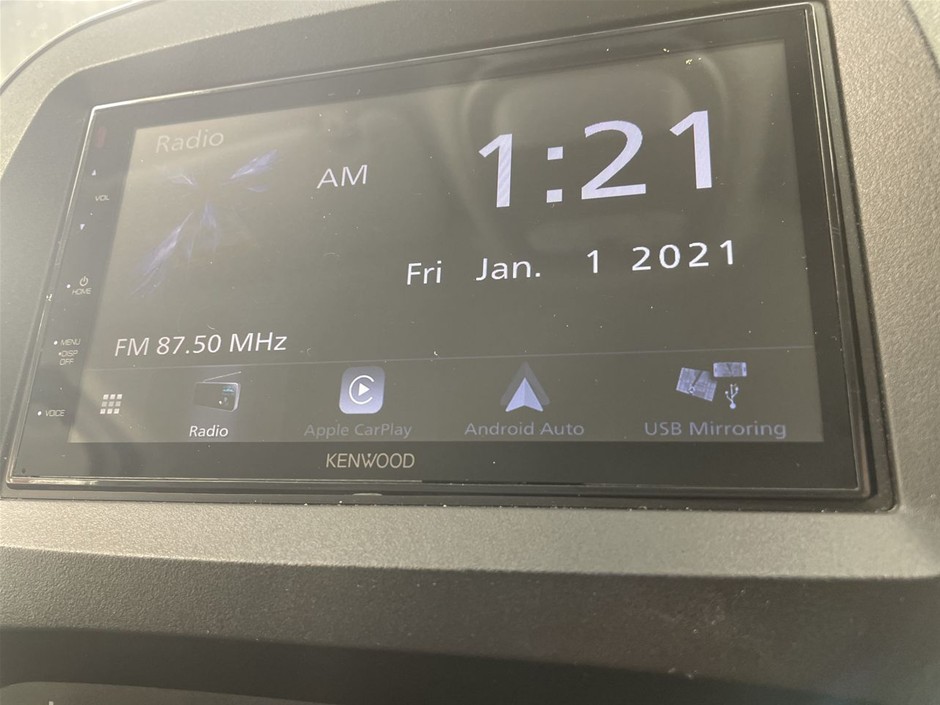 Radio
AM 1:21
VOL
Fri Jan. 1 2021
HOME
FM 87.50 MHz
MENU
DISP
OFF
VOICE
Radio Apple CarPlay Android Auto USB Mirroring
KENWOOD